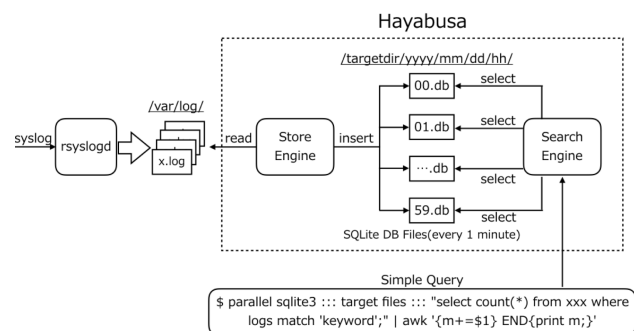 Hayabusa
/targetdir/yyyy/mm/dd/hh/
00.db
select
/var/log/
syslog
rsyslogd
x.log
read
Store
Engine
insert
01.db
select
Search
Engine
....db
select
59.db
select
SQLite DB Files(every 1 minute)
Simple Query
$ parallel sqlite3 ::: target files ::: "select count(*) from xxx where
logs match 'keyword';" | awk '{m+=$1} END{print m;}'